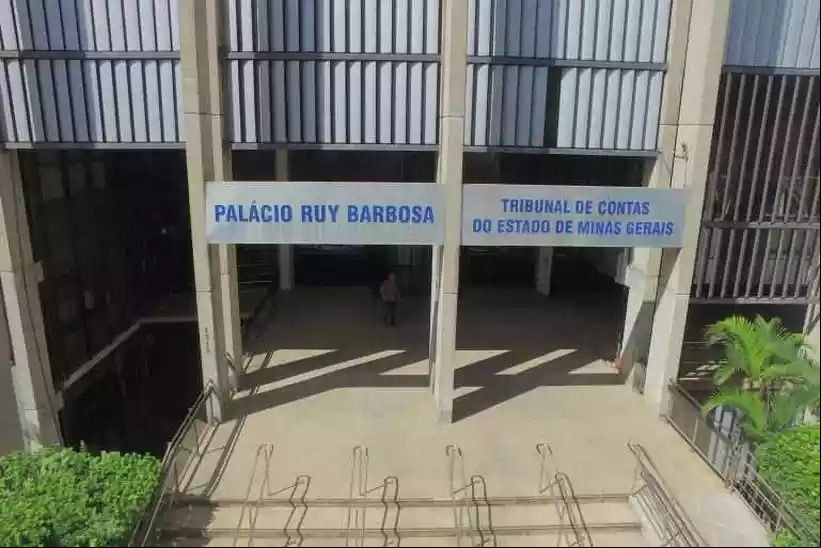 PALÁCIO RUY BARBOSA
TRIBUNAL DE CONTAS
DO ESTADO DE MINAS GERAIS